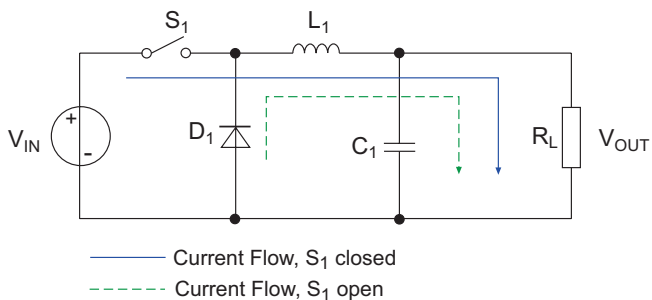 S1
L1
VIN
+
-
D1
C1
RL
VOUT
Current Flow, S1 closed
Current Flow, S1 open